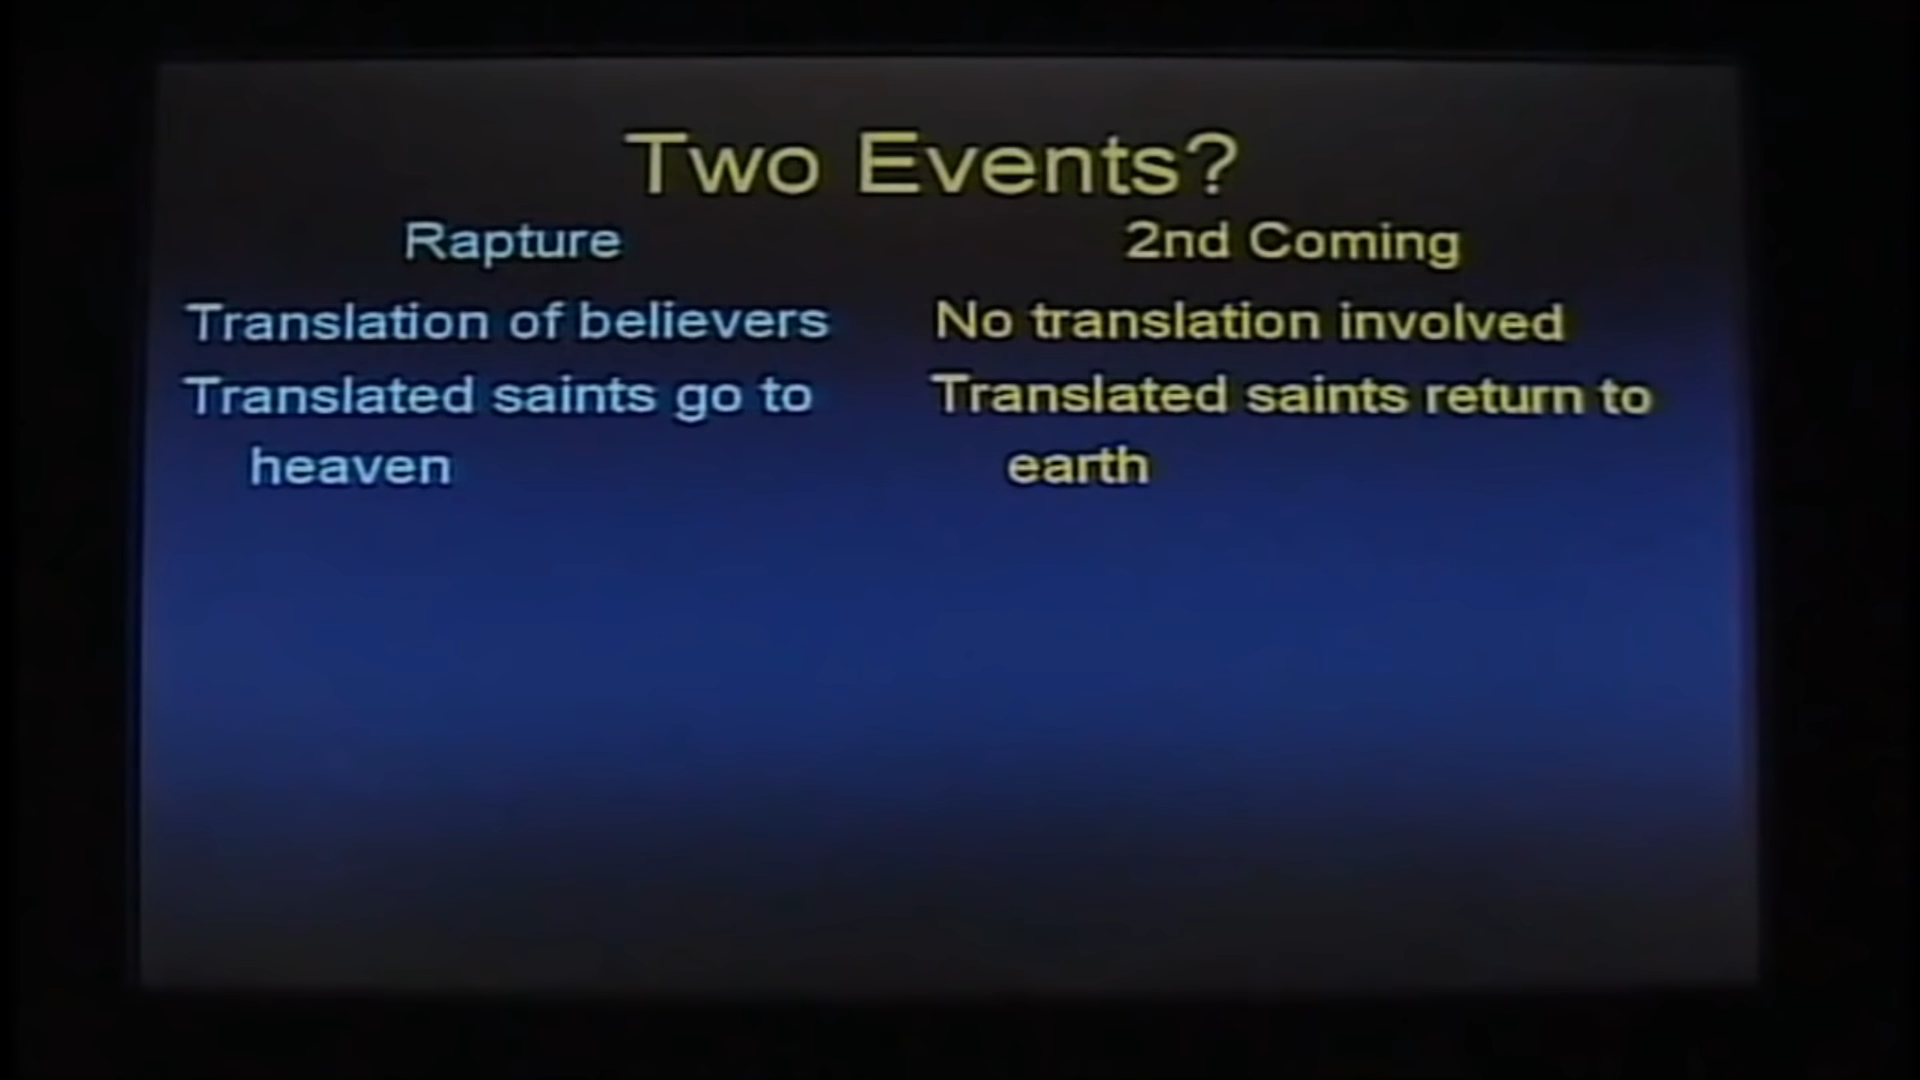 Two Events?
Rapture
2nd Coming
Translation of believers
No translation involved
Translated saints go to
heaven
Translated saints return to
earth